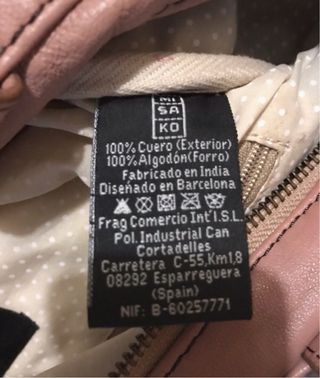 MI
SA
KO
100% Cuero (Exterior)
100% Algodón(Forro)
Fabricado en India
Diseñado en Barcelona
Frag Comercio Int'l.S.L.
Pol. Industrial Can
Cortadelles
Carretera C-55,Km1,8
08292 Esparreguera
(Spain)
NIF: B-60257771